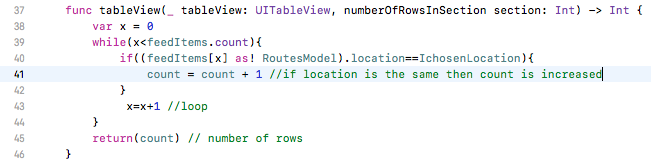 37 func tableView(_ tableView: UITableView, numberOfRowsInSection section: Int) -> Int {
38 var x = 0
39 while(x<feedItems.count){
40 if((feedItems[x] as! RoutesModel).location==IchosenLocation){
41 count = count + 1 //if location is the same then count is increased
42 }
43 x=x+1 //loop
44 }
45 return(count) // number of rows
46 }